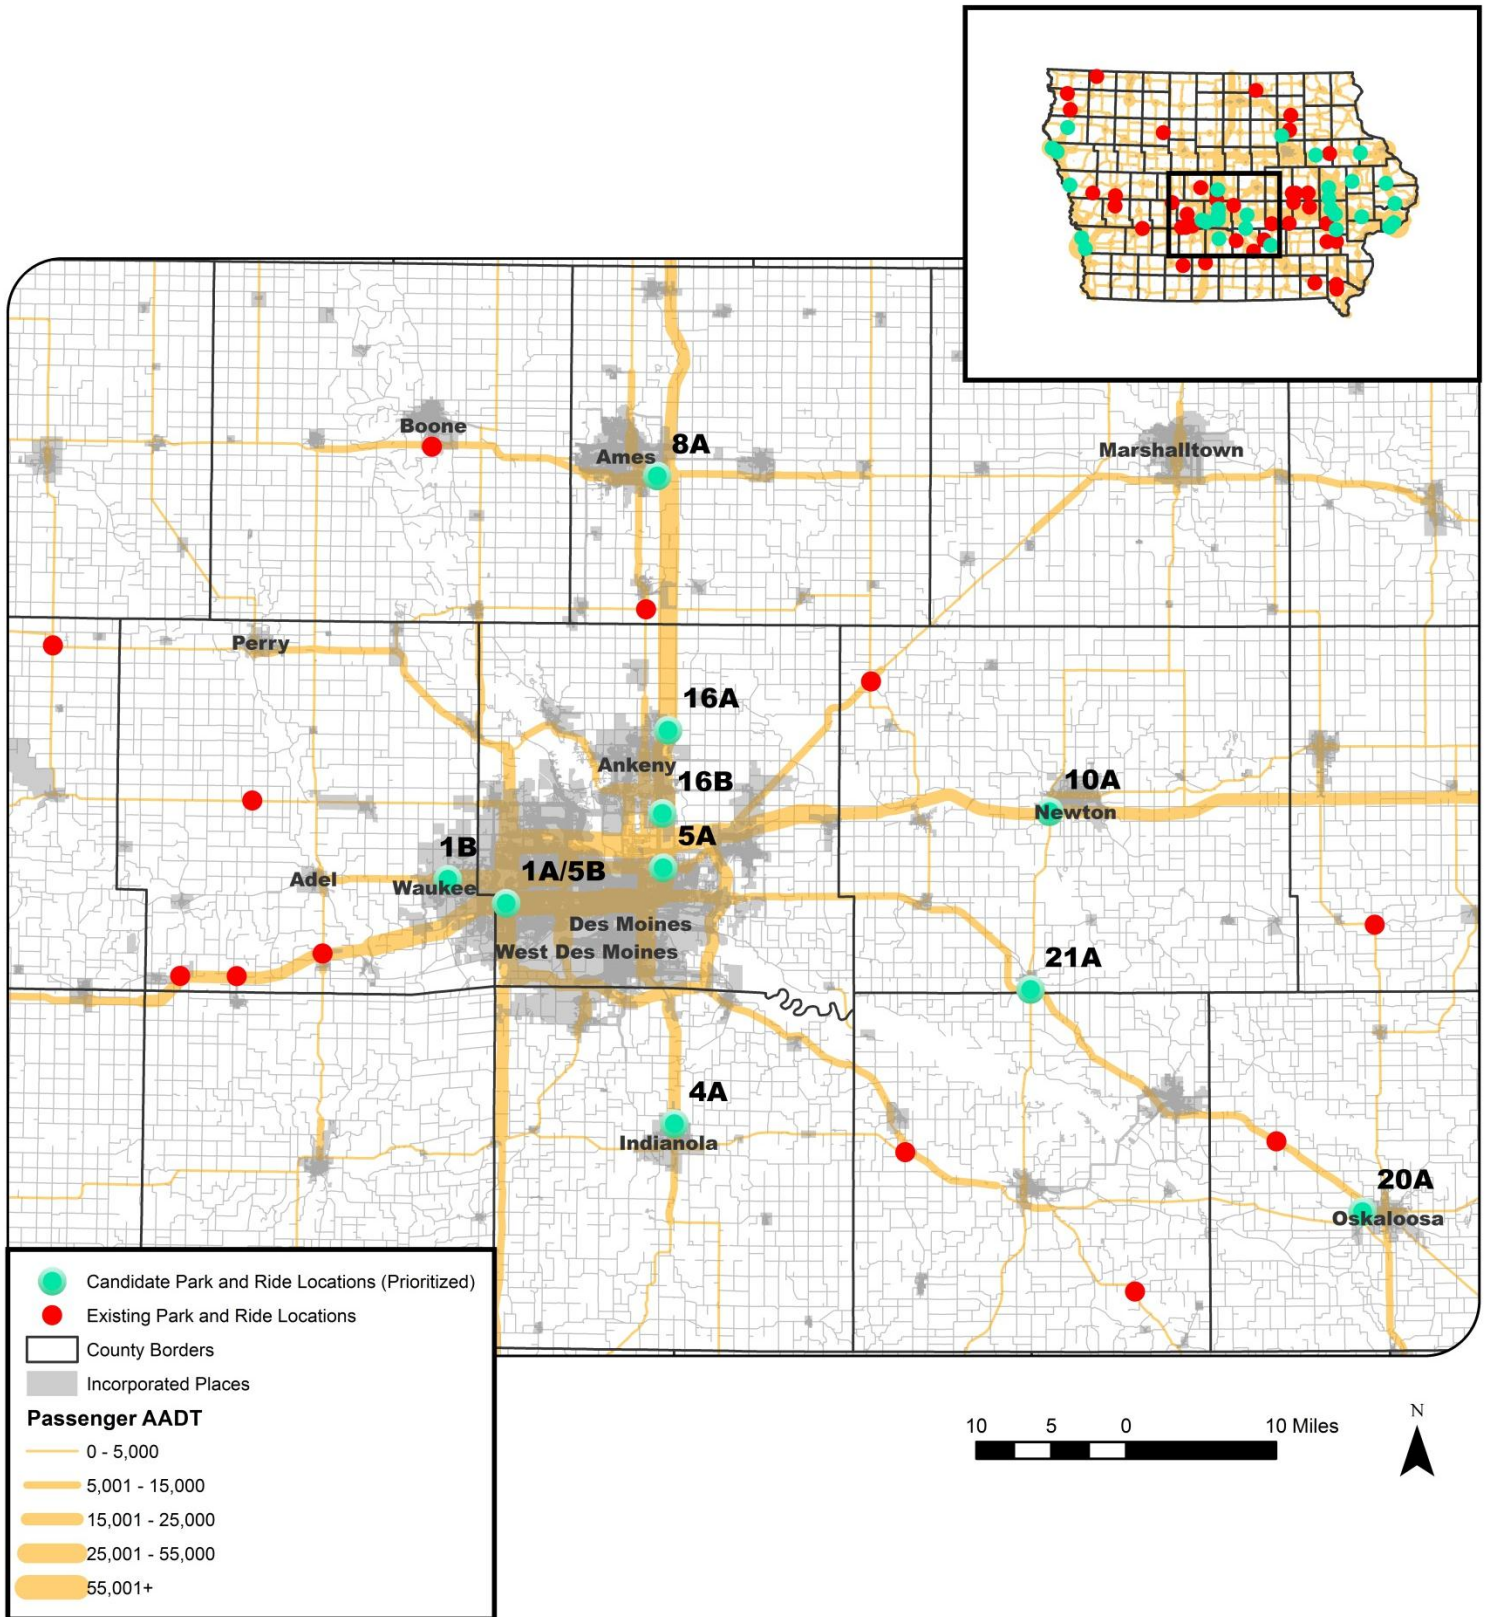 Boone
8A
Ames
Marshalltown
Perry
16A
Ankeny
16B
10A
Newton
5A
1B
1A/5B
Adel
Waukee
Des Moines
West Des Moines
21A
4A
Indianola
20A
Oskaloosa
Candidate Park and Ride Locations (Prioritized)
Existing Park and Ride Locations
County Borders
Incorporated Places
Passenger AADT
0 - 5,000
5,001 - 15,000
15,001 - 25,000
25,001 - 55,000
55,001+
10 5 0 10 Miles
N